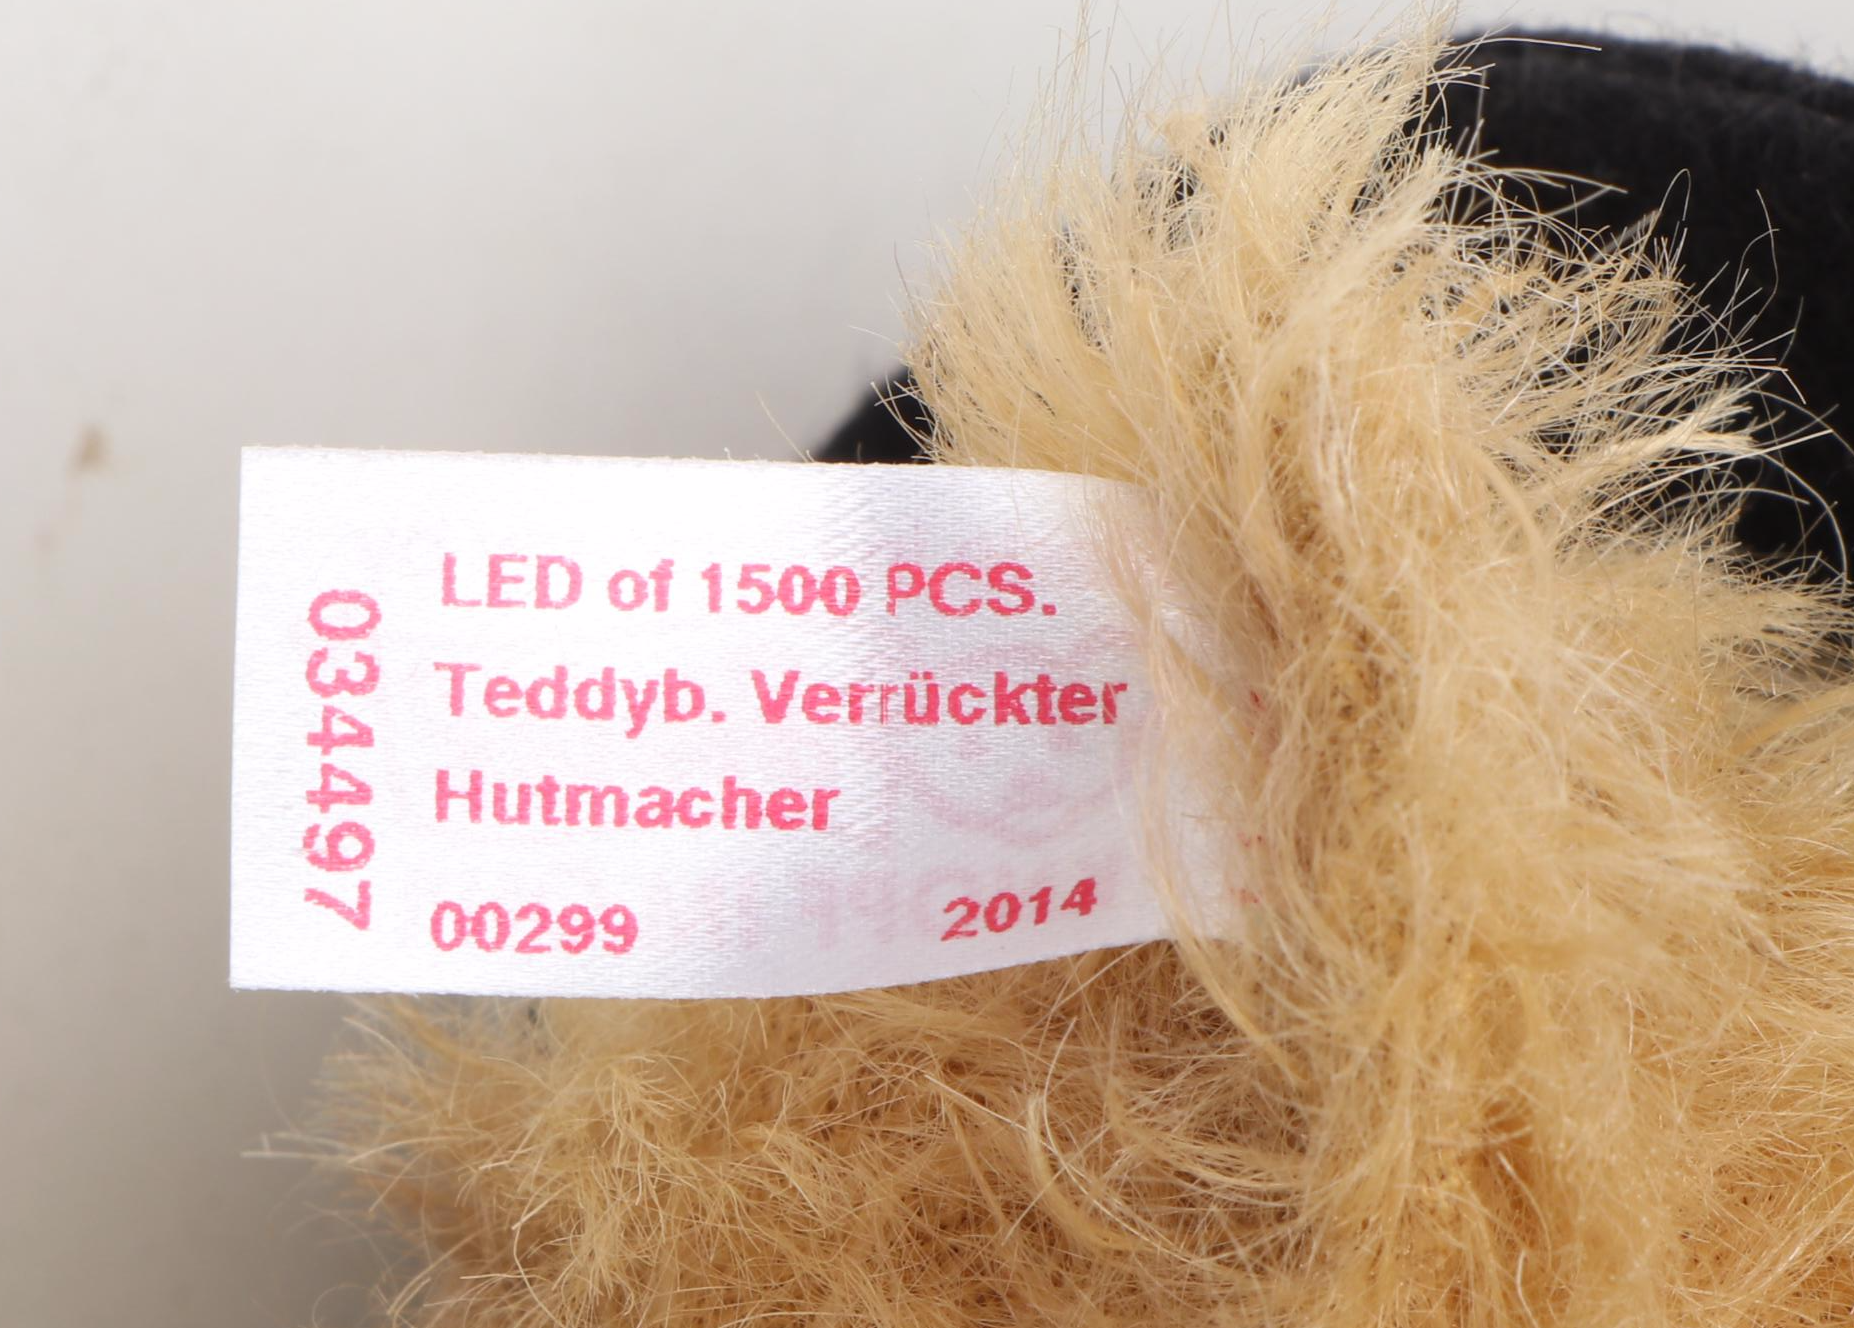 034497
LED of 1500 PCS.
Teddyb. Verrückter
Hutmacher
00299 2014